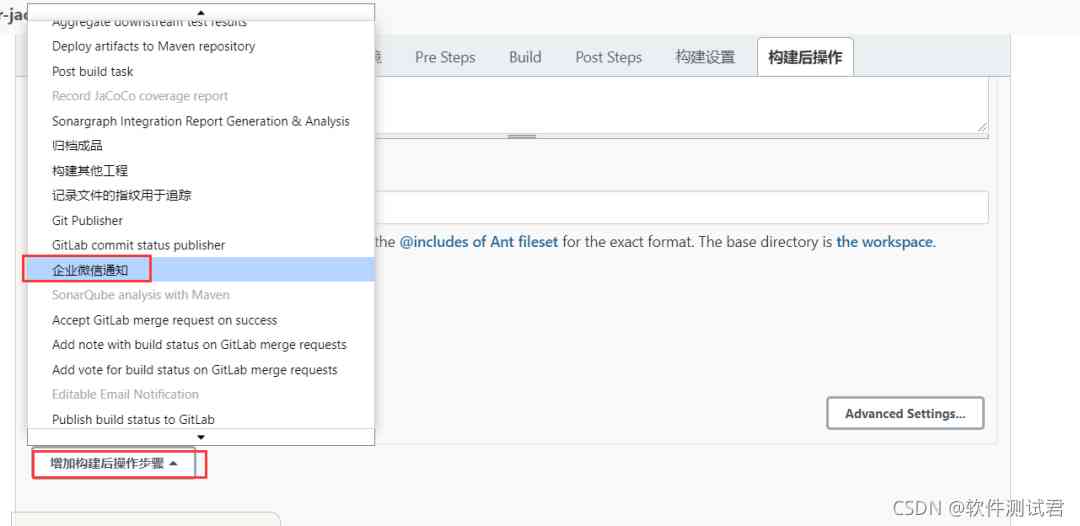 r-jac
Aggregate downstream test results
Deploy artifacts to Maven repository
Post build task
Record JaCoCo coverage report
Sonargraph Integration Report Generation & Analysis
归档成品
构建其他工程
记录文件的指纹用于追踪
Git Publisher
GitLab commit status publisher
企业微信通知
SonarQube analysis with Maven
Accept GitLab merge request on success
Add note with build status on GitLab merge requests
Add vote for build status on GitLab merge requests
Editable Email Notification
Publish build status to GitLab
增加构建后操作步骤
Pre Steps
Build
Post Steps
构建设置
构建后操作
the @includes of Ant fileset for the exact format. The base directory is the workspace.
Advanced Settings...
CSDN @软件测试君